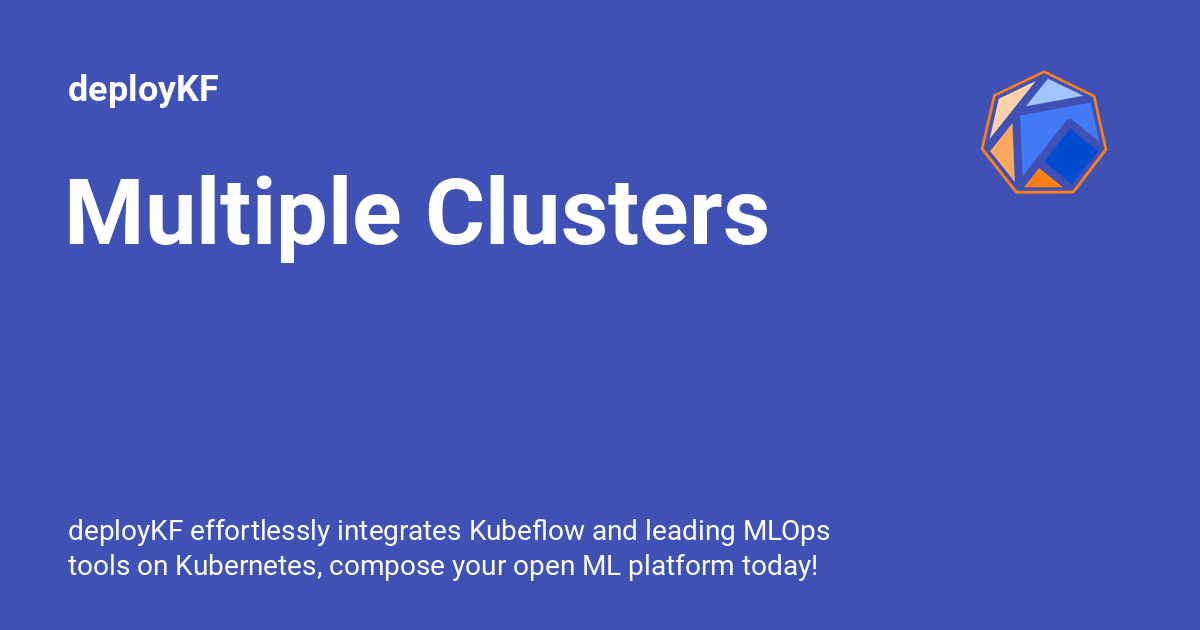 deployKF
Multiple Clusters
deployKF effortlessly integrates Kubeflow and leading MLOps
tools on Kubernetes, compose your open ML platform today!